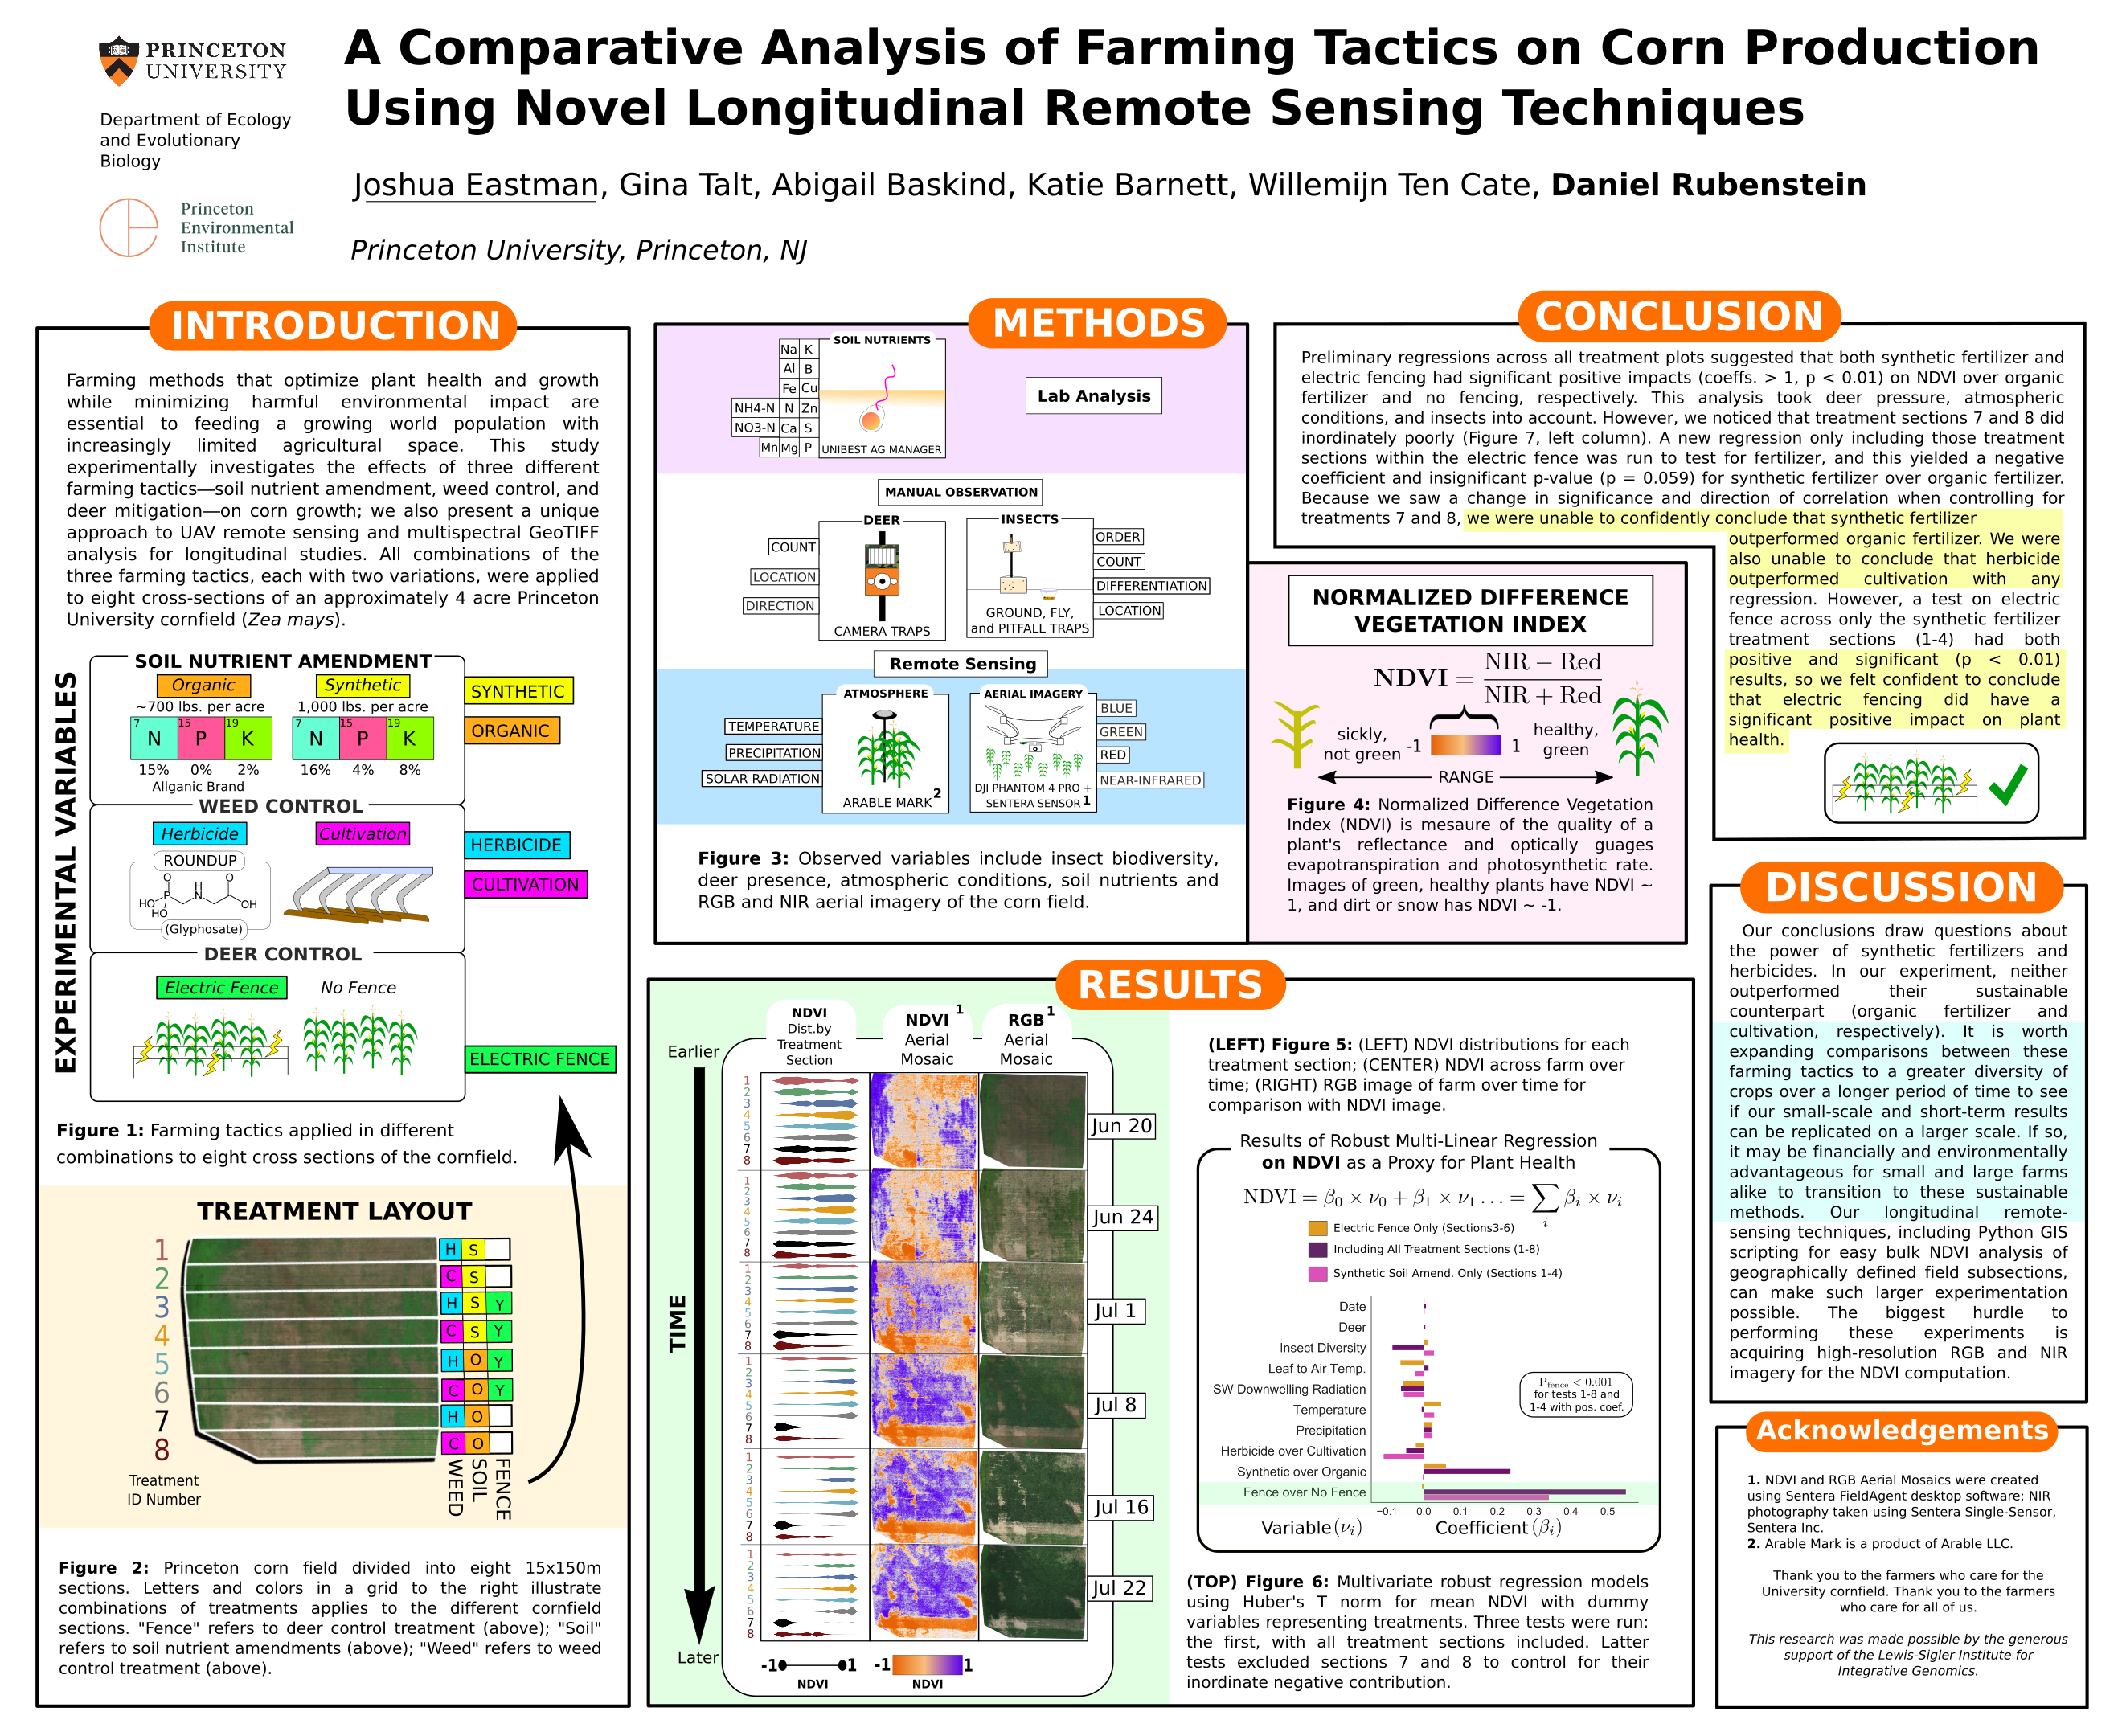 PRINCETON
UNIVERSITY
Department of Ecology
and Evolutionary
Biology
Princeton
Environmental
Institute
A Comparative Analysis of Farming Tactics on Corn Production
Using Novel Longitudinal Remote Sensing Techniques
Joshua Eastman, Gina Talt, Abigail Baskind, Katie Barnett, Willemijn Ten Cate, Daniel Rubenstein
Princeton University, Princeton, NJ
INTRODUCTION
Farming methods that optimize plant health and growth
while minimizing harmful environmental impact are
essential to feeding a growing world population with
increasingly limited agricultural space. This study
experimentally investigates the effects of three different
farming tactics—soil nutrient amendment, weed control, and
deer mitigation—on corn growth; we also present a unique
approach to UAV remote sensing and multispectral GeoTIFF
analysis for longitudinal studies. All combinations of the
three farming tactics, each with two variations, were applied
to eight cross-sections of an approximately 4 acre Princeton
University cornfield (Zea mays).
EXPERIMENTAL VARIABLES
SOIL NUTRIENT AMENDMENT
Organic
Synthetic
~700 lbs. per acre
1,000 lbs. per acre
7 N 15 P 19 K
7 N 15 P 19 K
15% 0% 2%
16% 4% 8%
Allganic Brand
SYNTHETIC
ORGANIC
WEED CONTROL
Herbicide
Cultivation
ROUNDUP
O O
HO P H N OH
HO
(Glyphosate)
HERBICIDE
CULTIVATION
DEER CONTROL
Electric Fence
No Fence
ELECTRIC FENCE
Figure 1: Farming tactics applied in different
combinations to eight cross sections of the cornfield.
TREATMENT LAYOUT
1 H S
2 C S
3 H S Y
4 C S Y
5 H O Y
6 C O Y
7 H O
8 C O
Treatment
ID Number
WEED
SOIL
FENCE
Figure 2: Princeton corn field divided into eight 15x150m
sections. Letters and colors in a grid to the right illustrate
combinations of treatments applies to the different cornfield
sections. "Fence" refers to deer control treatment (above); "Soil"
refers to soil nutrient amendments (above); "Weed" refers to weed
control treatment (above).
METHODS
SOIL NUTRIENTS
Na K
Al B
Fe Cu
NH4-N N Zn
NO3-N Ca S
Mn Mg P
UNIBEST AG MANAGER
Lab Analysis
MANUAL OBSERVATION
DEER
COUNT
LOCATION
DIRECTION
CAMERA TRAPS
INSECTS
ORDER
COUNT
DIFFERENTIATION
LOCATION
GROUND, FLY,
and PITFALL TRAPS
Remote Sensing
ATMOSPHERE
TEMPERATURE
PRECIPITATION
SOLAR RADIATION
ARABLE MARK 2
AERIAL IMAGERY
BLUE
GREEN
RED
NEAR-INFRARED
DJI PHANTOM 4 PRO +
SENTERA SENSOR 1
Figure 3: Observed variables include insect biodiversity,
deer presence, atmospheric conditions, soil nutrients and
RGB and NIR aerial imagery of the corn field.
NORMALIZED DIFFERENCE
VEGETATION INDEX
NDVI = NIR − Red / NIR + Red
sickly,
not green
-1
1
healthy,
green
RANGE
Figure 4: Normalized Difference Vegetation
Index (NDVI) is mesaure of the quality of a
plant's reflectance and optically guages
evapotranspiration and photosynthetic rate.
Images of green, healthy plants have NDVI ~
1, and dirt or snow has NDVI ~ -1.
RESULTS
Earlier
TIME
Later
NDVI
Dist.by
Treatment
Section
NDVI 1
Aerial
Mosaic
RGB 1
Aerial
Mosaic
1
2
3
4
5
6
7
8
Jun 20
1
2
3
4
5
6
7
8
Jun 24
1
2
3
4
5
6
7
8
Jul 1
1
2
3
4
5
6
7
8
Jul 8
1
2
3
4
5
6
7
8
Jul 16
1
2
3
4
5
6
7
8
Jul 22
-1 1
NDVI
-1 1
NDVI
(LEFT) Figure 5: (LEFT) NDVI distributions for each
treatment section; (CENTER) NDVI across farm over
time; (RIGHT) RGB image of farm over time for
comparison with NDVI image.
Results of Robust Multi-Linear Regression
on NDVI as a Proxy for Plant Health
NDVI = β0 × ν0 + β1 × ν1 . . . = ∑i βi × νi
Electric Fence Only (Sections3-6)
Including All Treatment Sections (1-8)
Synthetic Soil Amend. Only (Sections 1-4)
Date
Deer
Insect Diversity
Leaf to Air Temp.
SW Downwelling Radiation
Temperature
Precipitation
Herbicide over Cultivation
Synthetic over Organic
Fence over No Fence
Pfence < 0.001
for tests 1-8 and
1-4 with pos. coef.
−0.1 0.0 0.1 0.2 0.3 0.4 0.5
Variable (νi)
Coefficient (βi)
(TOP) Figure 6: Multivariate robust regression models
using Huber's T norm for mean NDVI with dummy
variables representing treatments. Three tests were run:
the first, with all treatment sections included. Latter
tests excluded sections 7 and 8 to control for their
inordinate negative contribution.
CONCLUSION
Preliminary regressions across all treatment plots suggested that both synthetic fertilizer and
electric fencing had significant positive impacts (coeffs. > 1, p < 0.01) on NDVI over organic
fertilizer and no fencing, respectively. This analysis took deer pressure, atmospheric
conditions, and insects into account. However, we noticed that treatment sections 7 and 8 did
inordinately poorly (Figure 7, left column). A new regression only including those treatment
sections within the electric fence was run to test for fertilizer, and this yielded a negative
coefficient and insignificant p-value (p = 0.059) for synthetic fertilizer over organic fertilizer.
Because we saw a change in significance and direction of correlation when controlling for
treatments 7 and 8, we were unable to confidently conclude that synthetic fertilizer
outperformed organic fertilizer. We were
also unable to conclude that herbicide
outperformed cultivation with any
regression. However, a test on electric
fence across only the synthetic fertilizer
treatment sections (1-4) had both
positive and significant (p < 0.01)
results, so we felt confident to conclude
that electric fencing did have a
significant positive impact on plant
health.
DISCUSSION
Our conclusions draw questions about
the power of synthetic fertilizers and
herbicides. In our experiment, neither
outperformed their sustainable
counterpart (organic fertilizer and
cultivation, respectively). It is worth
expanding comparisons between these
farming tactics to a greater diversity of
crops over a longer period of time to see
if our small-scale and short-term results
can be replicated on a larger scale. If so,
it may be financially and environmentally
advantageous for small and large farms
alike to transition to these sustainable
methods. Our longitudinal remote-
sensing techniques, including Python GIS
scripting for easy bulk NDVI analysis of
geographically defined field subsections,
can make such larger experimentation
possible. The biggest hurdle to
performing these experiments is
acquiring high-resolution RGB and NIR
imagery for the NDVI computation.
Acknowledgements
1. NDVI and RGB Aerial Mosaics were created
using Sentera FieldAgent desktop software; NIR
photography taken using Sentera Single-Sensor,
Sentera Inc.
2. Arable Mark is a product of Arable LLC.
Thank you to the farmers who care for the
University cornfield. Thank you to the farmers
who care for all of us.
This research was made possible by the generous
support of the Lewis-Sigler Institute for
Integrative Genomics.